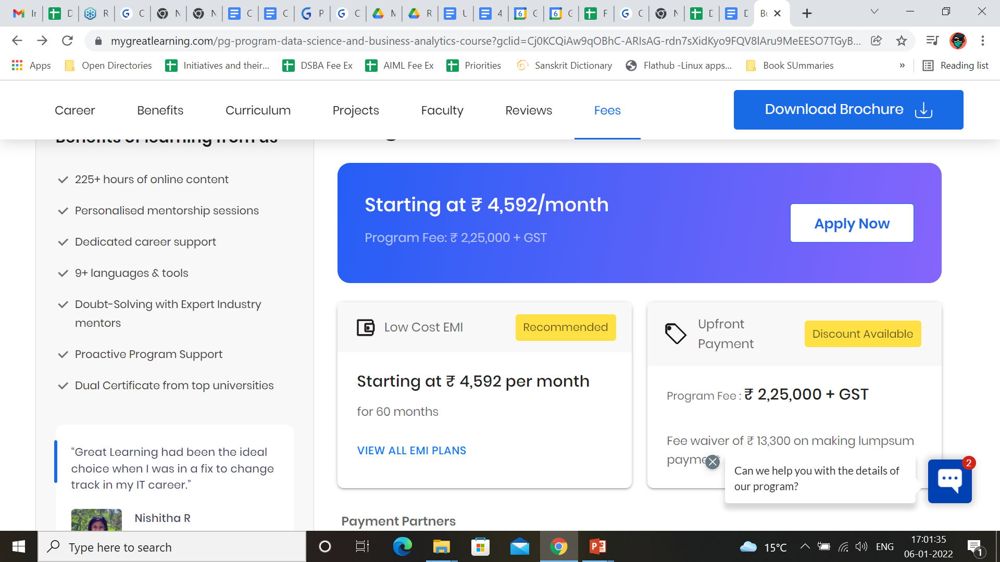 mygreatlearning.com/pg-program-data-science-and-business-analytics-course?gclid=Cj0KCQiAw9qOBhC-ARIsAG-rdn7sXidKyo9FQV8lAru9MeEESO7TGyB...
Apps Open Directories Initiatives and their... DSBA Fee Ex AIML Fee Ex Priorities Sanskrit Dictionary Flathub -Linux apps... Book SUmmaries » Reading list
Career Benefits Curriculum Projects Faculty Reviews Fees Download Brochure
Benefits of learning from us
225+ hours of online content
Personalised mentorship sessions
Dedicated career support
9+ languages & tools
Doubt-Solving with Expert Industry
mentors
Proactive Program Support
Dual Certificate from top universities
“Great Learning had been the ideal
choice when I was in a fix to change
track in my IT career.”
Nishitha R
Starting at ₹ 4,592/month
Program Fee: ₹ 2,25,000 + GST
Apply Now
Low Cost EMI
Recommended
Starting at ₹ 4,592 per month
for 60 months
VIEW ALL EMI PLANS
Upfront
Payment
Discount Available
Program Fee : ₹ 2,25,000 + GST
Fee waiver of ₹ 13,300 on making lumpsum
Can we help you with the details of
our program?
2
Payment Partners
Type here to search
15°C
ENG
17:01:35
06-01-2022
1